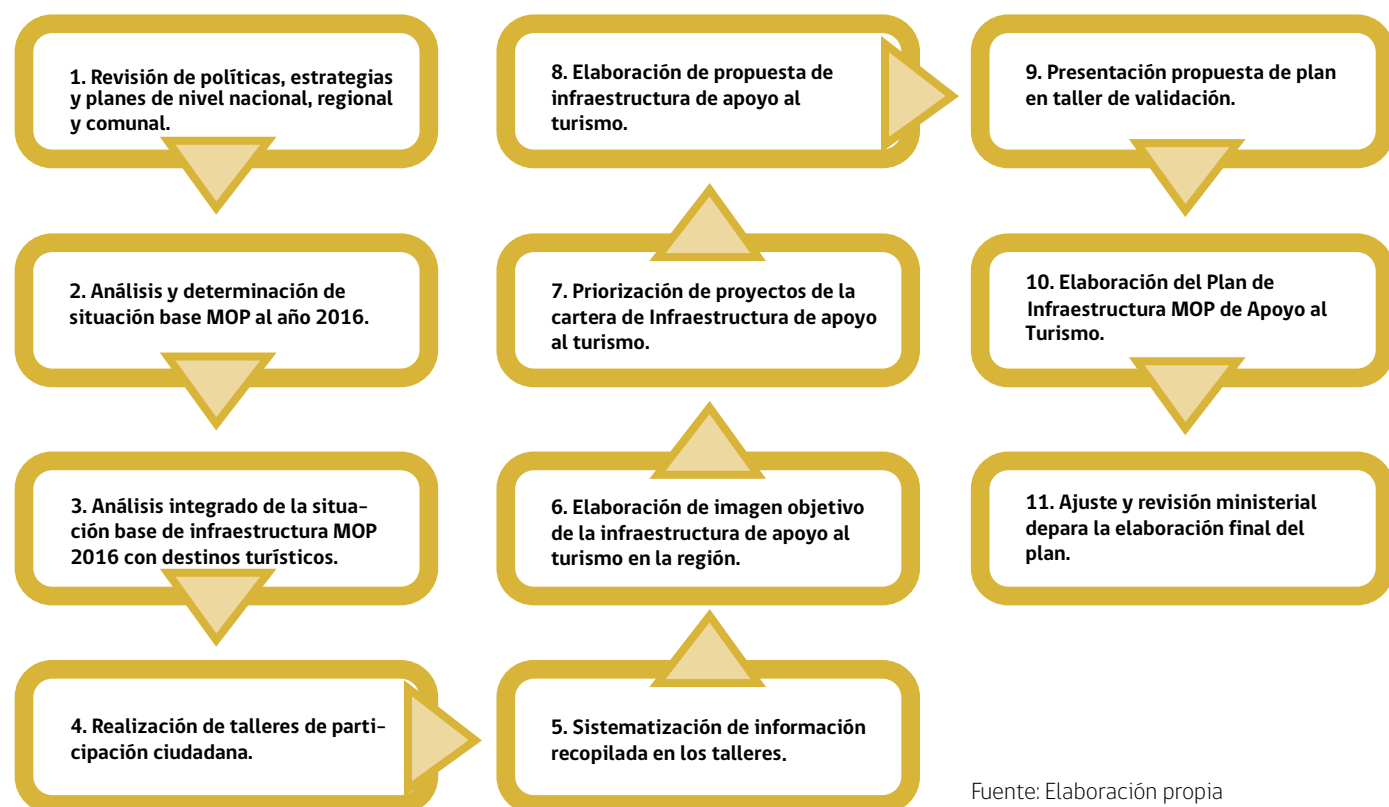 1. Revisión de políticas, estrategias
y planes de nivel nacional, regional
y comunal.
2. Análisis y determinación de
situación base MOP al año 2016.
3. Análisis integrado de la situa-
ción base de infraestructura MOP
2016 con destinos turísticos.
4. Realización de talleres de parti-
cipación ciudadana.
5. Sistematización de información
recopilada en los talleres.
6. Elaboración de imagen objetivo
de la infraestructura de apoyo al
turismo en la región.
7. Priorización de proyectos de la
cartera de Infraestructura de apoyo
al turismo.
8. Elaboración de propuesta de
infraestructura de apoyo al
turismo.
9. Presentación propuesta de plan
en taller de validación.
10. Elaboración del Plan de
Infraestructura MOP de Apoyo al
Turismo.
11. Ajuste y revisión ministerial
depara la elaboración final del
plan.
Fuente: Elaboración propia